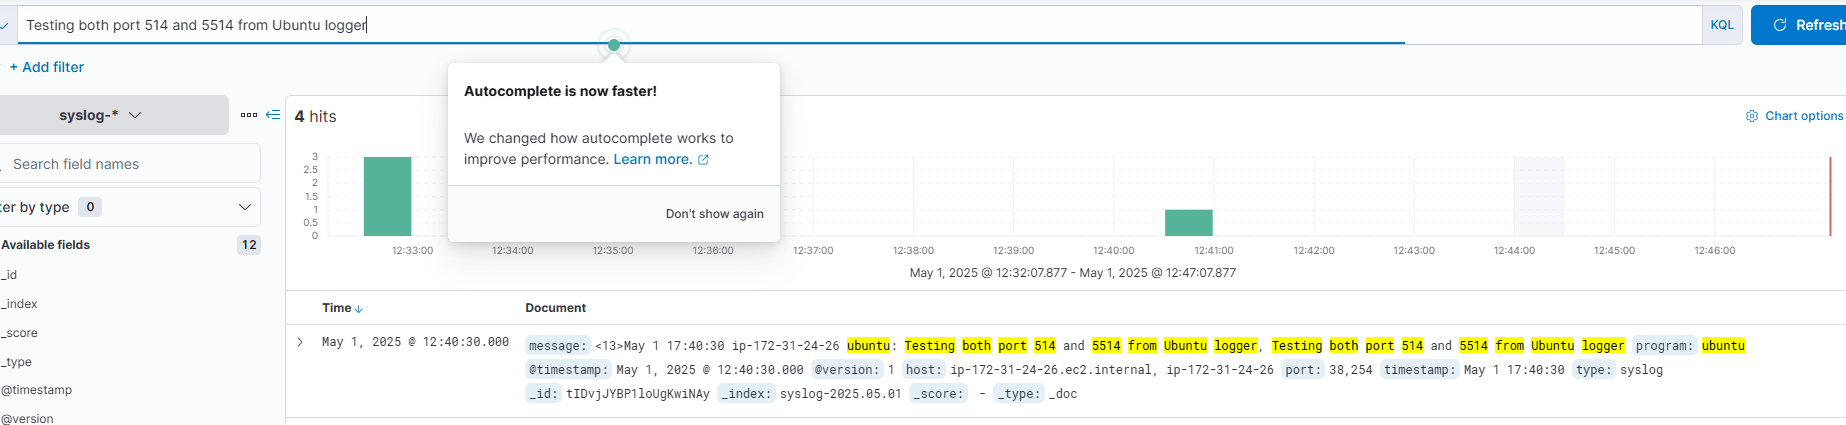 Testing both port 514 and 5514 from Ubuntu logger
KQL
Refresh
+ Add filter
Autocomplete is now faster!
We changed how autocomplete works to
improve performance. Learn more.
Don't show again
syslog-*
Search field names
ter by type 0
Available fields 12
_id
_index
_score
_type
@timestamp
@version
4 hits
Chart options
3
2.5
2
1.5
1
0.5
0
12:33:00 12:34:00 12:35:00 12:36:00 12:37:00 12:38:00 12:39:00 12:40:00 12:41:00 12:42:00 12:43:00 12:44:00 12:45:00 12:46:00
May 1, 2025 @ 12:32:07.877 - May 1, 2025 @ 12:47:07.877
Time Document
May 1, 2025 @ 12:40:30.000 message: <13>May 1 17:40:30 ip-172-31-24-26 ubuntu: Testing both port 514 and 5514 from Ubuntu logger, Testing both port 514 and 5514 from Ubuntu logger program: ubuntu
@timestamp: May 1, 2025 @ 12:40:30.000 @version: 1 host: ip-172-31-24-26.ec2.internal, ip-172-31-24-26 port: 38,254 timestamp: May 1 17:40:30 type: syslog
_id: tIDvjJYBP1loUgKwiNAy _index: syslog-2025.05.01 _score: - _type: _doc